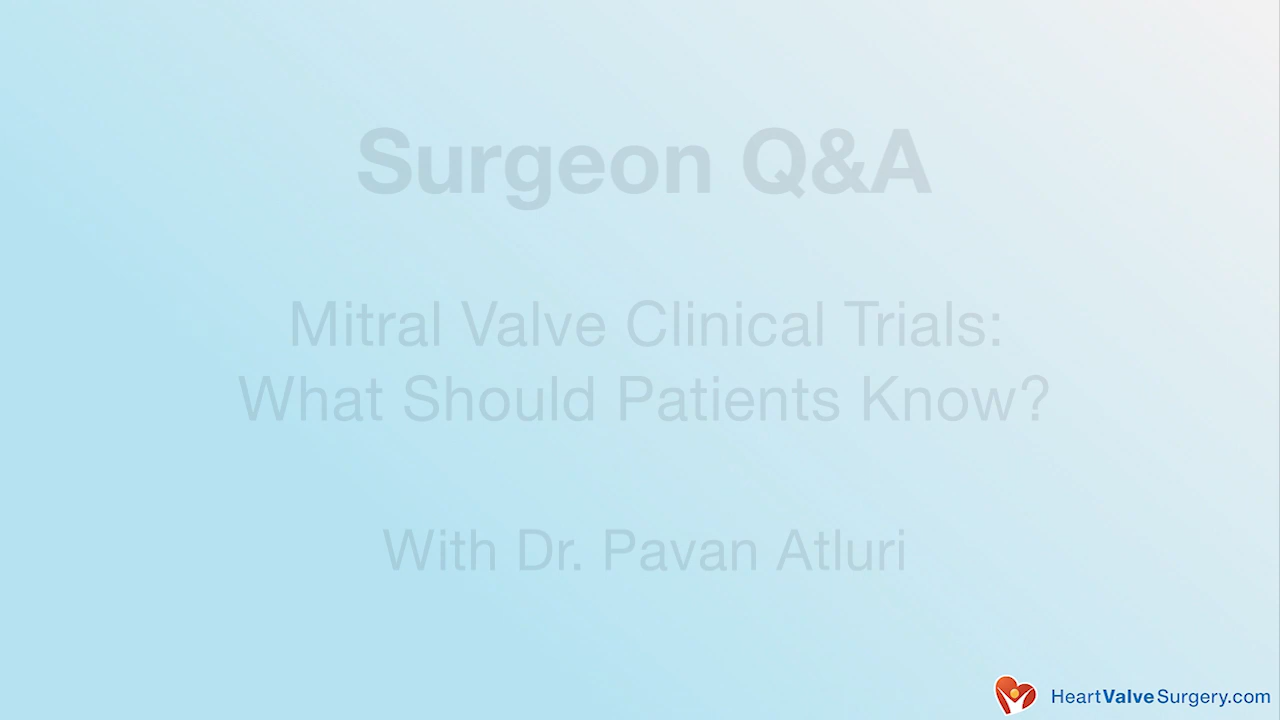 Surgeon Q&A
Mitral Valve Clinical Trials:
What Should Patients Know?
With Dr. Pavan Atluri
HeartValveSurgery.com